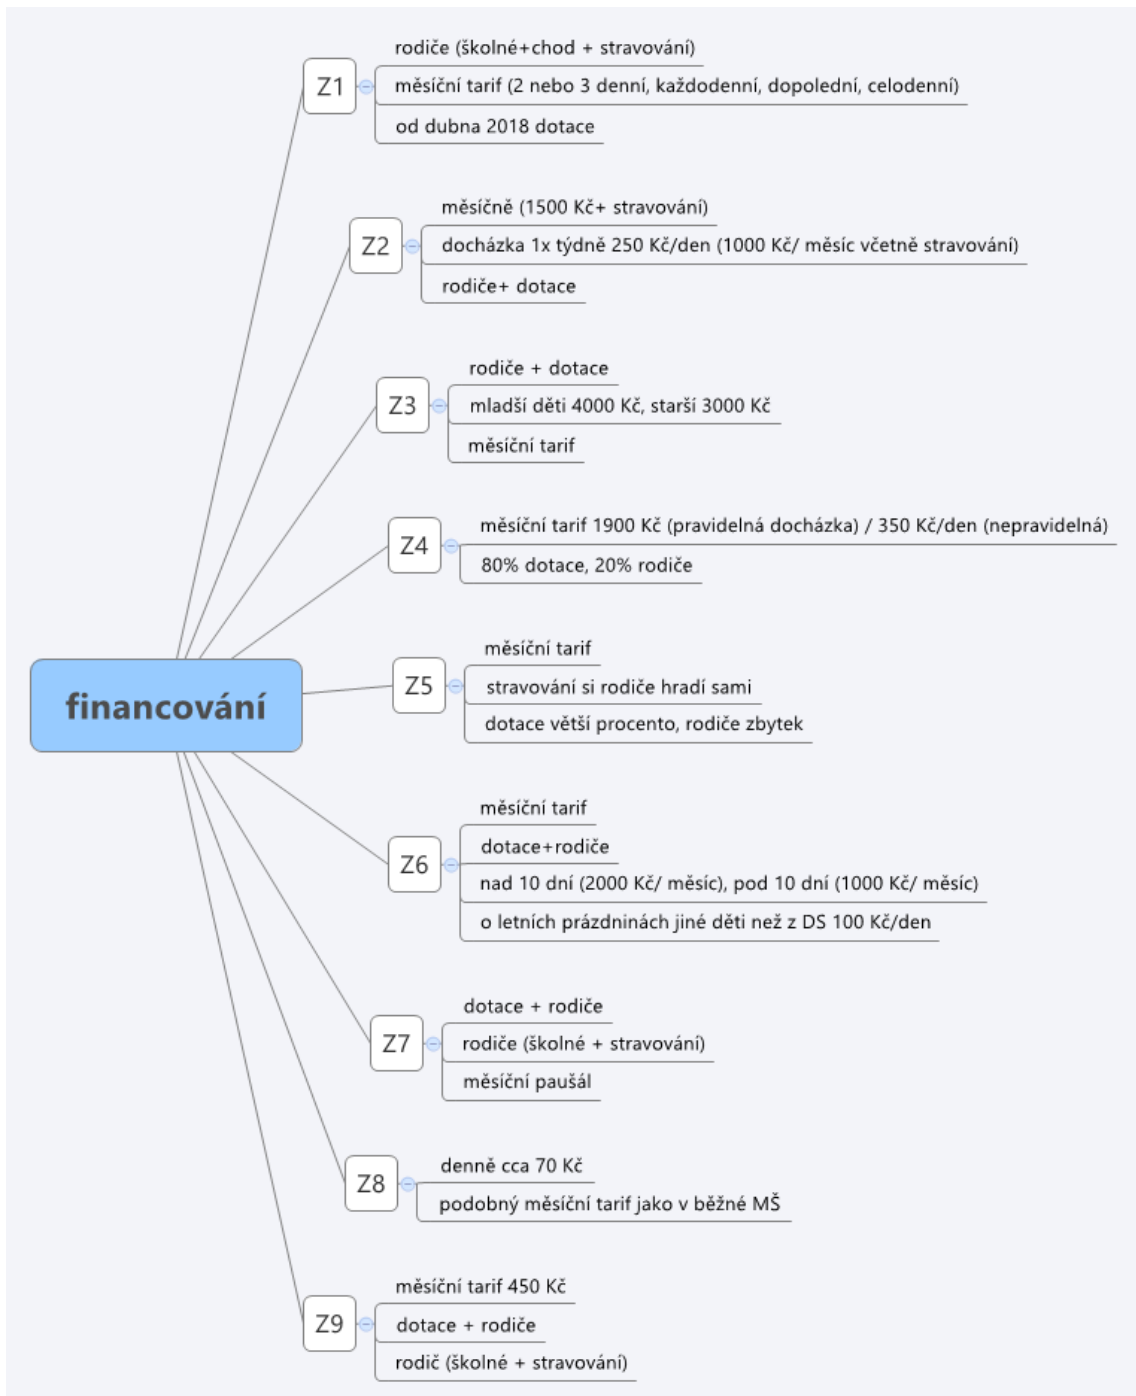 Z1
rodiče (školné+chod + stravování)
měsíční tarif (2 nebo 3 denní, každodenní, dopolední, celodenní)
od dubna 2018 dotace
Z2
měsíčně (1500 Kč+ stravování)
docházka 1x týdně 250 Kč/den (1000 Kč/ měsíc včetně stravování)
rodiče+ dotace
Z3
rodiče + dotace
mladší děti 4000 Kč, starší 3000 Kč
měsíční tarif
Z4
měsíční tarif 1900 Kč (pravidelná docházka) / 350 Kč/den (nepravidelná)
80% dotace, 20% rodiče
financování
Z5
měsíční tarif
stravování si rodiče hradí sami
dotace větší procento, rodiče zbytek
Z6
měsíční tarif
dotace+rodiče
nad 10 dní (2000 Kč/ měsíc), pod 10 dní (1000 Kč/ měsíc)
o letních prázdninách jiné děti než z DS 100 Kč/den
Z7
dotace + rodiče
rodiče (školné + stravování)
měsíční paušál
Z8
denně cca 70 Kč
podobný měsíční tarif jako v běžné MŠ
Z9
měsíční tarif 450 Kč
dotace + rodiče
rodič (školné + stravování)